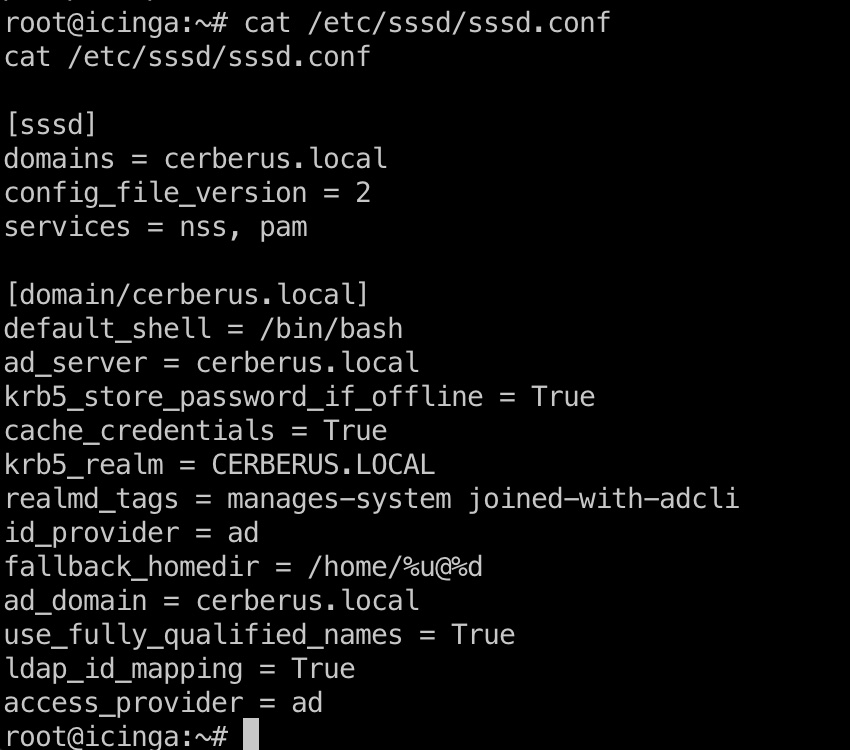 root@icinga:~# cat /etc/sssd/sssd.conf
cat /etc/sssd/sssd.conf
[sssd]
domains = cerberus.local
config_file_version = 2
services = nss, pam
[domain/cerberus.local]
default_shell = /bin/bash
ad_server = cerberus.local
krb5_store_password_if_offline = True
cache_credentials = True
krb5_realm = CERBERUS.LOCAL
realmd_tags = manages-system joined-with-adcli
id_provider = ad
fallback_homedir = /home/%u@%d
ad_domain = cerberus.local
use_fully_qualified_names = True
ldap_id_mapping = True
access_provider = ad
root@icinga:~#